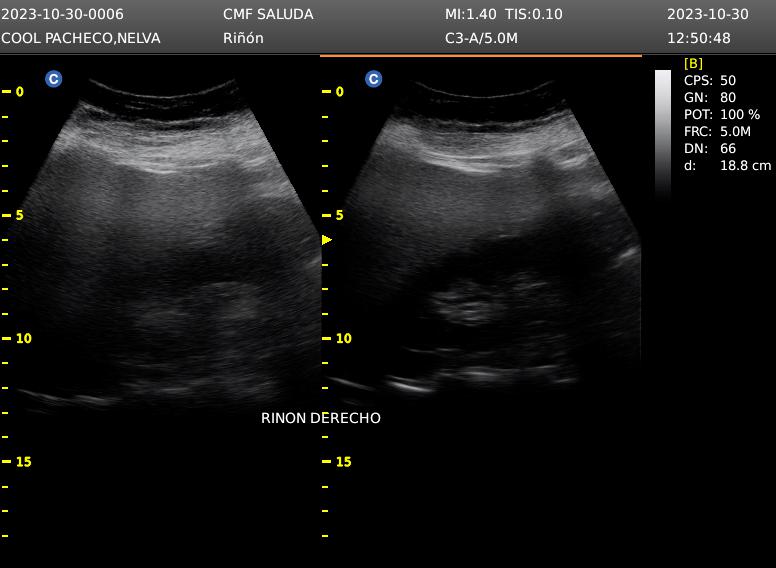 2023-10-30-0006 CMF SALUDA MI:1.40 TIS:0.10 2023-10-30
COOL PACHECO,NELVA Riñón C3-A/5.0M 12:50:48
[B]
CPS: 50
GN: 80
POT: 100 %
FRC: 5.0M
DN: 66
d: 18.8 cm
C C
0 0
5 5
10 10
RINON DERECHO
15 15